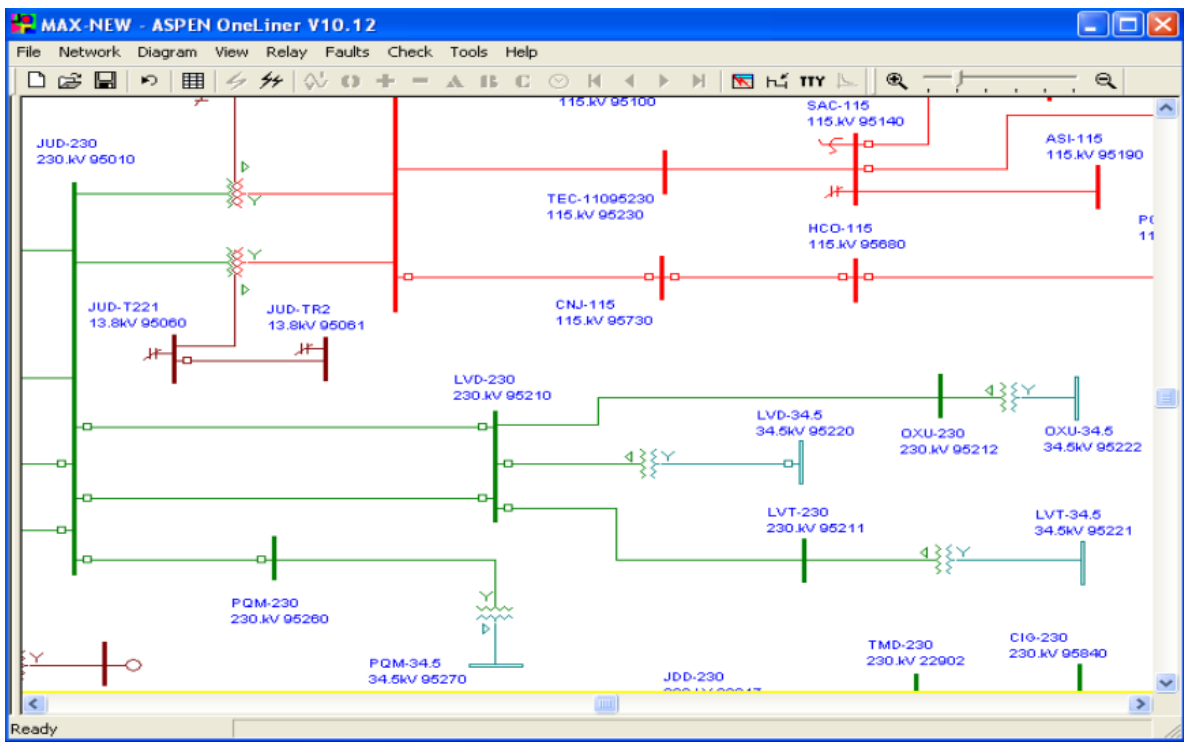 MAX-NEW - ASPEN OneLiner V10.12
File Network Diagram View Relay Faults Check Tools Help
A B C TTY
115.kV 95100
SAC-115
115.kV 95140
ASI-115
115.kV 95190
JUD-230
230.kV 95010
TEC-11095230
115.kV 95230
HCO-115
115.kV 95680
JUD-T221
13.8kV 95060
JUD-TR2
13.8kV 95061
CNJ-115
115.kV 95730
LVD-230
230.kV 95210
LVD-34.5
34.5kV 95220
OXU-230
230.kV 95212
OXU-34.5
34.5kV 95222
LVT-230
230.kV 95211
LVT-34.5
34.5kV 95221
PQM-230
230.kV 95260
PQM-34.5
34.5kV 95270
TMD-230
230.kV 22902
CIG-230
230.kV 95840
JDD-230
Ready